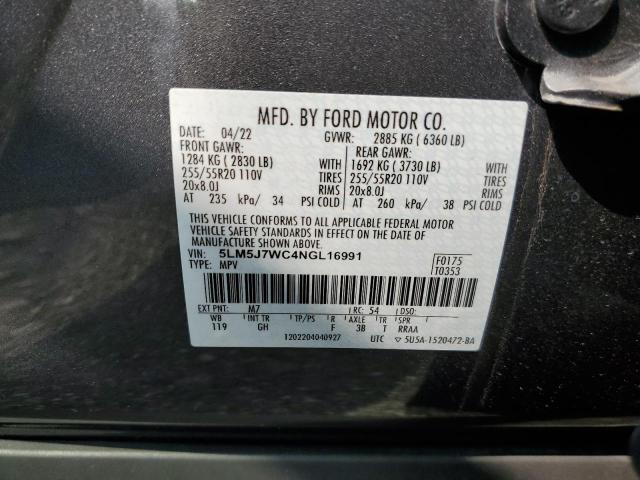 MFD. BY FORD MOTOR CO.
DATE: 04/22 GVWR: 2885 KG ( 6360 LB)
FRONT GAWR: REAR GAWR:
1284 KG ( 2830 LB) WITH 1692 KG ( 3730 LB) WITH
255/55R20 110V TIRES 255/55R20 110V TIRES
20x8.0J RIMS 20x8.0J RIMS
AT 235 kPa/ 34 PSI COLD AT 260 kPa/ 38 PSI COLD
THIS VEHICLE CONFORMS TO ALL APPLICABLE FEDERAL MOTOR
VEHICLE SAFETY STANDARDS IN EFFECT ON THE DATE OF
MANUFACTURE SHOWN ABOVE.
VIN: 5LM5J7WC4NGL16991 F0175
TYPE: MPV T0353
EXT PNT: M7 RC: 54 DSO:
WB INT TR TP/PS R AXLE TR SPR
119 GH F 3B T RRAA
1202204040927 UTC ▽ 5U5A-1520472-BA